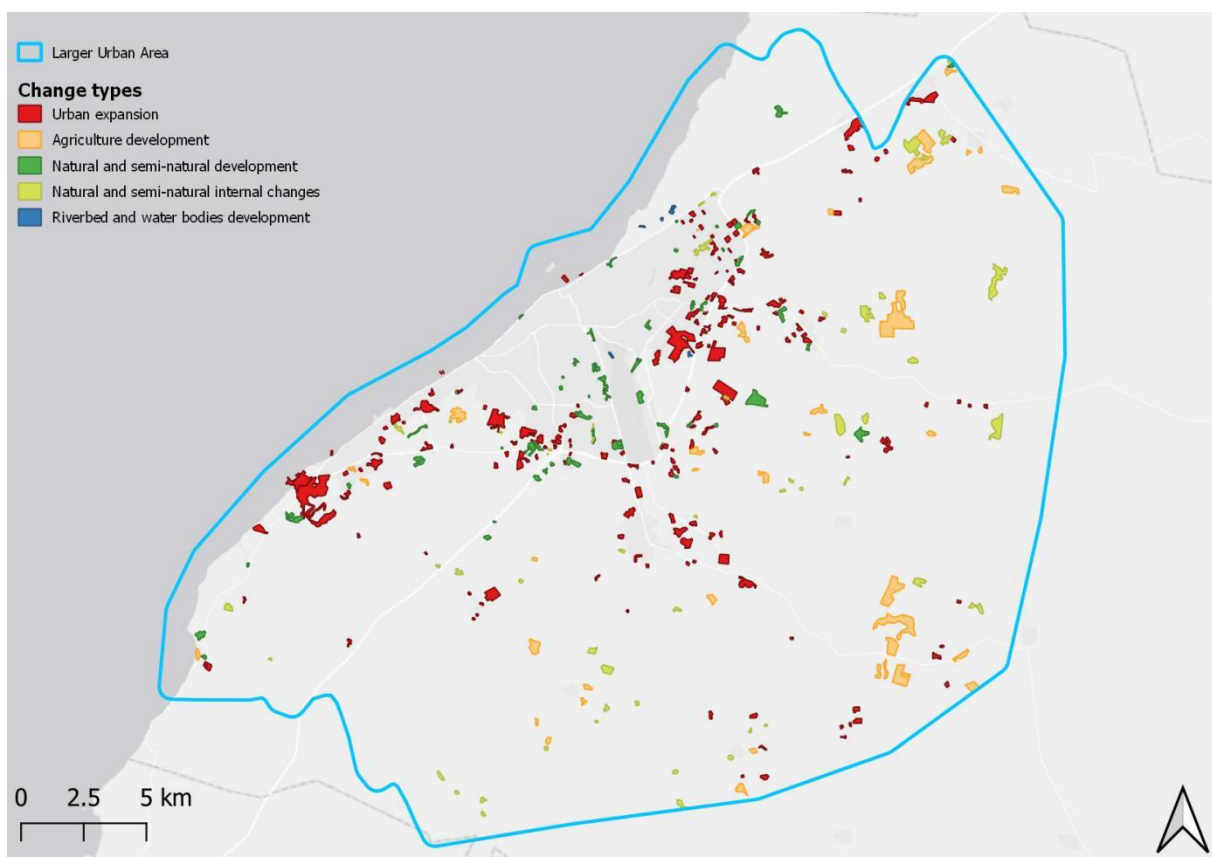 Larger Urban Area
Change types
Urban expansion
Agriculture development
Natural and semi-natural development
Natural and semi-natural internal changes
Riverbed and water bodies development
0 2.5 5 km